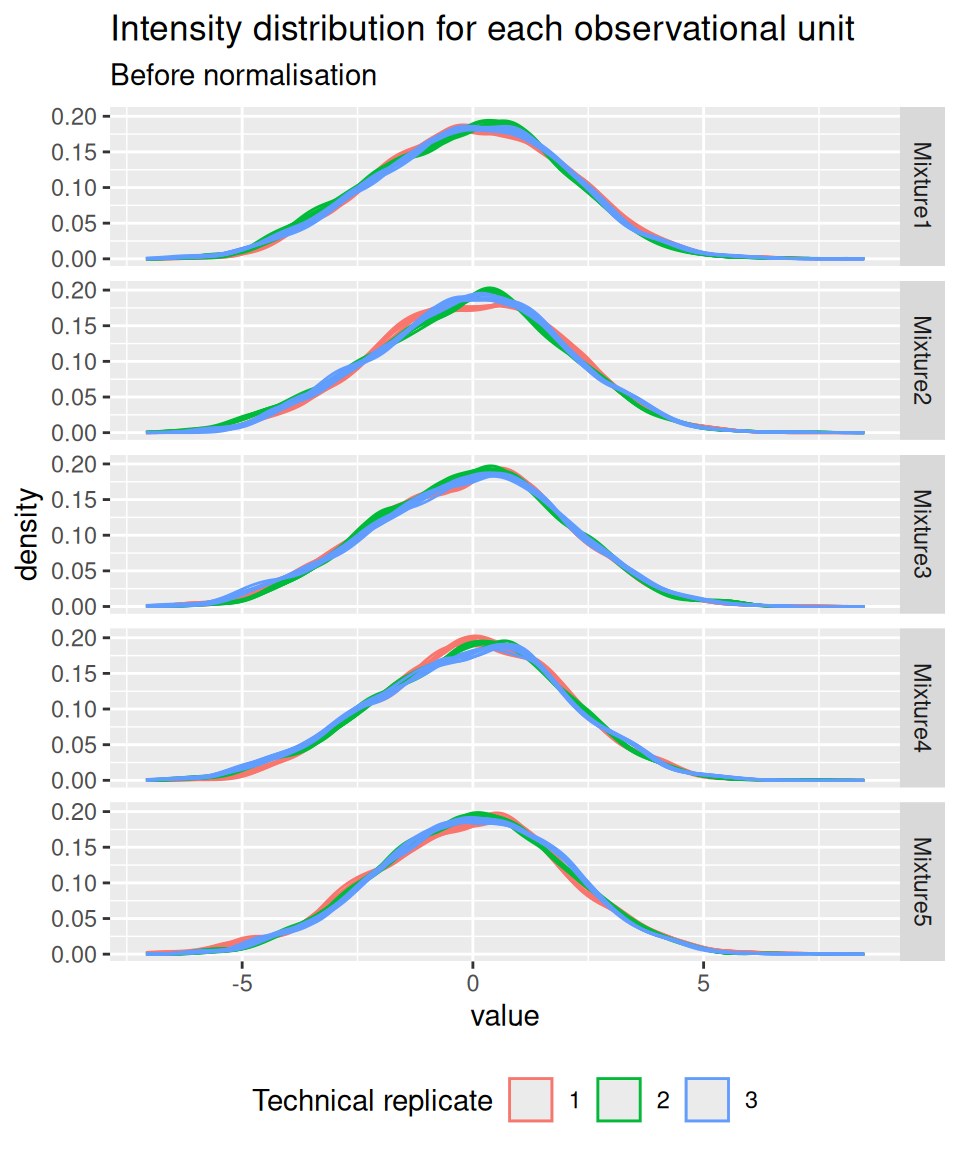 Intensity distribution for each observational unit
Before normalisation
0.20
0.15
0.10
0.05
0.00
Mixture1
0.20
0.15
0.10
0.05
0.00
Mixture2
0.20
0.15
0.10
0.05
0.00
Mixture3
0.20
0.15
0.10
0.05
0.00
Mixture4
0.20
0.15
0.10
0.05
0.00
Mixture5
density
-5 0 5
value
Technical replicate 1 2 3